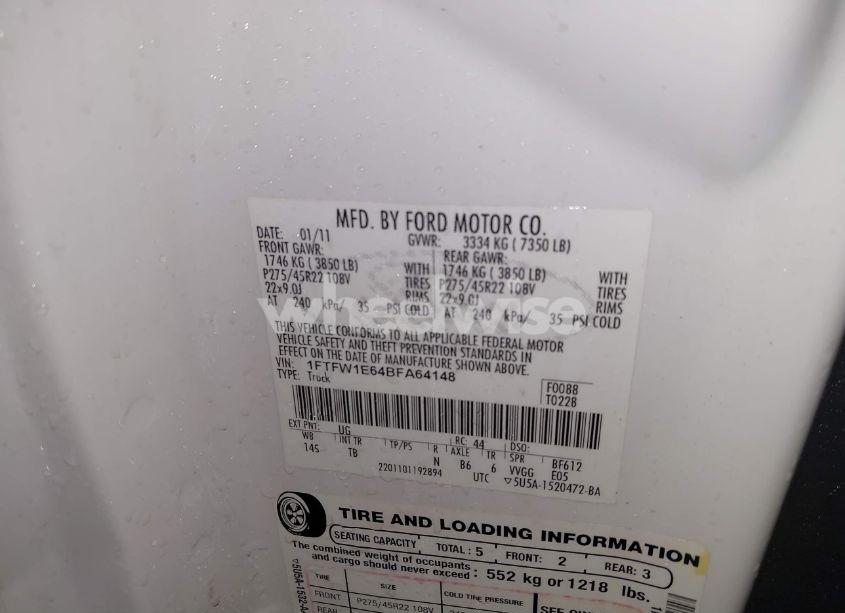 MFD. BY FORD MOTOR CO.
DATE: 01/11 GVWR: 3334 KG ( 7350 LB)
FRONT GAWR: REAR GAWR:
1746 KG ( 3850 LB) WITH 1746 KG ( 3850 LB) WITH
P275/45R22 108V TIRES P275/45R22 108V TIRES
22x9.0J RIMS 22x9.0J RIMS
AT 240 kPa/ 35 PSI COLD AT 240 kPa/ 35 PSI COLD
THIS VEHICLE CONFORMS TO ALL APPLICABLE FEDERAL MOTOR
VEHICLE SAFETY AND THEFT PREVENTION STANDARDS IN
EFFECT ON THE DATE OF MANUFACTURE SHOWN ABOVE.
VIN: 1FTFW1E64BFA64148
TYPE: Truck
F0088
T0228
EXT PNT: UG RC: 44 DSO:
WB INT TR TP/PS R AXLE TR SPR BF612
145 TB N B6 6 VVGG E05
2201101192894 UTC ▽5U5A-1520472-BA
TIRE AND LOADING INFORMATION
SEATING CAPACITY TOTAL : 5 FRONT: 2 REAR: 3
The combined weight of occupants
and cargo should never exceed : 552 kg or 1218 lbs.
TIRE SIZE COLD TIRE PRESSURE
FRONT P275/45R22 108V
REAR
SEE OWN
wheelwise